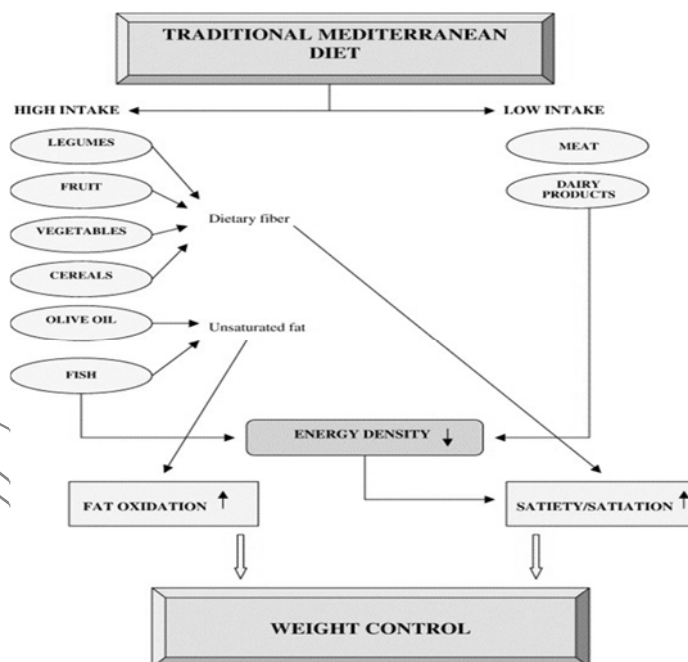 TRADITIONAL MEDITERRANEAN
DIET
HIGH INTAKE
LOW INTAKE
LEGUMES
MEAT
FRUIT
DAIRY
PRODUCTS
Dietary fiber
VEGETABLES
CEREALS
OLIVE OIL
Unsaturated fat
FISH
ENERGY DENSITY ↓
FAT OXIDATION ↑
SATIETY/SATIATION ↑
WEIGHT CONTROL